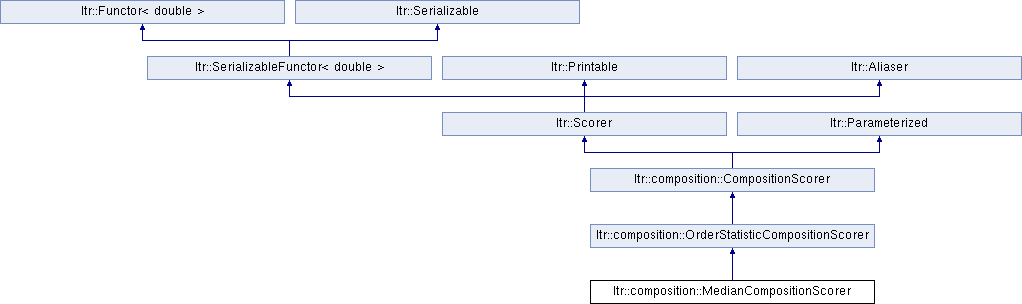 ltr::Functor< double >
ltr::Serializable
ltr::SerializableFunctor< double >
ltr::Printable
ltr::Aliaser
ltr::Scorer
ltr::Parameterized
ltr::composition::CompositionScorer
ltr::composition::OrderStatisticCompositionScorer
ltr::composition::MedianCompositionScorer